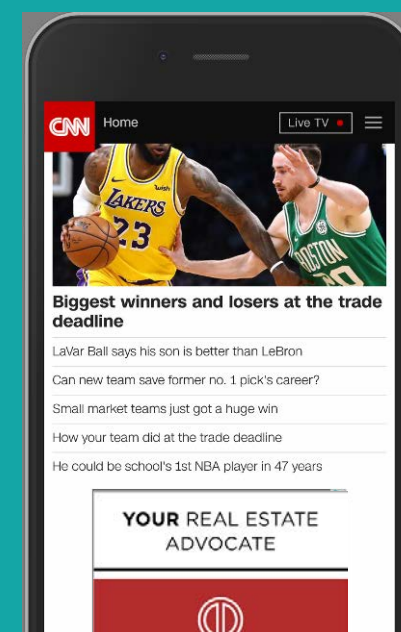 CNN Home Live TV
wish
LAKERS
23
BOSTON
Biggest winners and losers at the trade
deadline
LaVar Ball says his son is better than LeBron
Can new team save former no. 1 pick's career?
Small market teams just got a huge win
How your team did at the trade deadline
He could be school's 1st NBA player in 47 years
YOUR REAL ESTATE
ADVOCATE